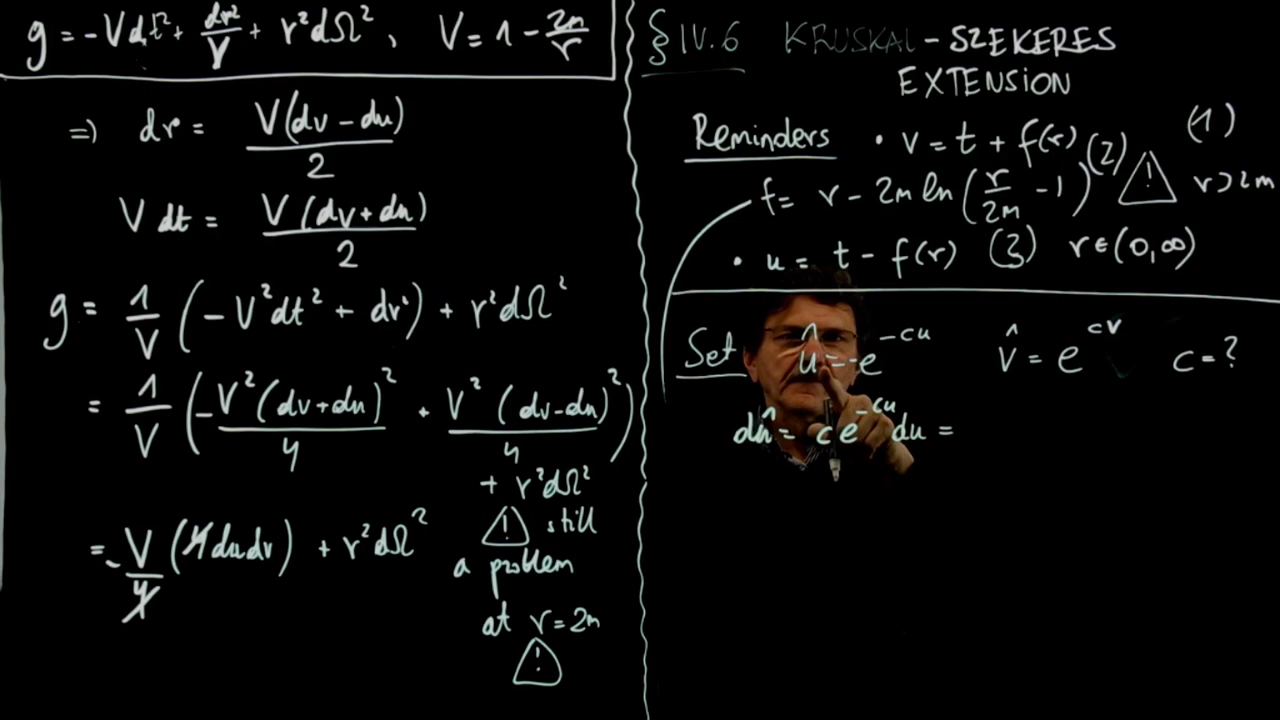 g = -Vdt² + dr²/V + r²dΩ², V = 1 - 2m/r
⇒ dr = V(dv - du)/2
V dt = V(dv + du)/2
g = 1/V (-V²dt² + dr²) + r²dΩ²
= 1/V (-V²(dv+du)²/4 + V²(dv-du)²/4)
+ r²dΩ²
= -V/4 (4dudv) + r²dΩ²
⚠ still
a problem
at r = 2m
⚠
§ IV.6 KRUSKAL-SZEKERES
EXTENSION
Reminders • v = t + f(r) (1)
f = r - 2m ln (r/2m - 1) (2) ⚠ r>2m
• u = t - f(r) (3) r ∈ (0,∞)
Set û = -e^{-cu} v̂ = e^{cv} c = ?
dû = c e^{-cu} du =